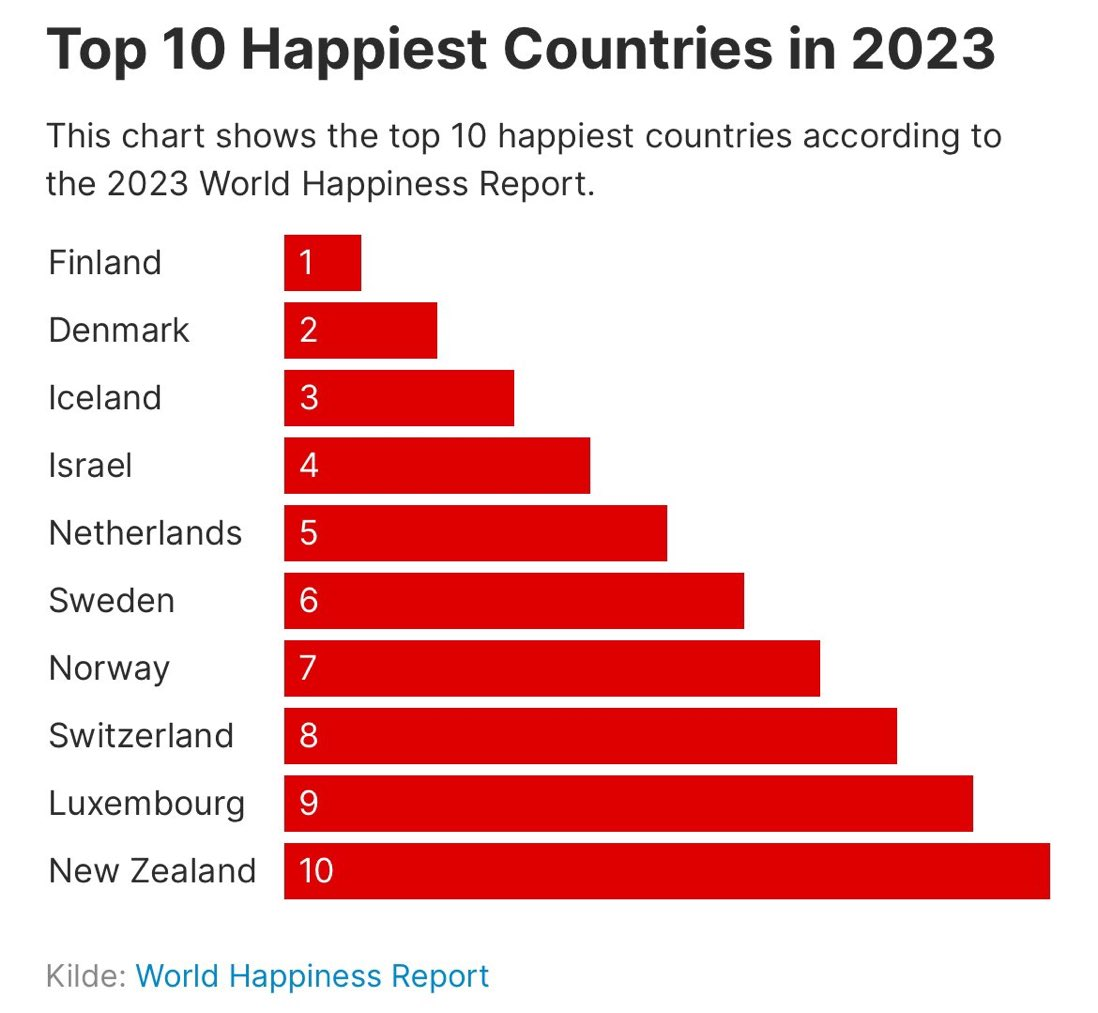 Top 10 Happiest Countries in 2023
This chart shows the top 10 happiest countries according to
the 2023 World Happiness Report.
Finland 1
Denmark 2
Iceland 3
Israel 4
Netherlands 5
Sweden 6
Norway 7
Switzerland 8
Luxembourg 9
New Zealand 10
Kilde: World Happiness Report